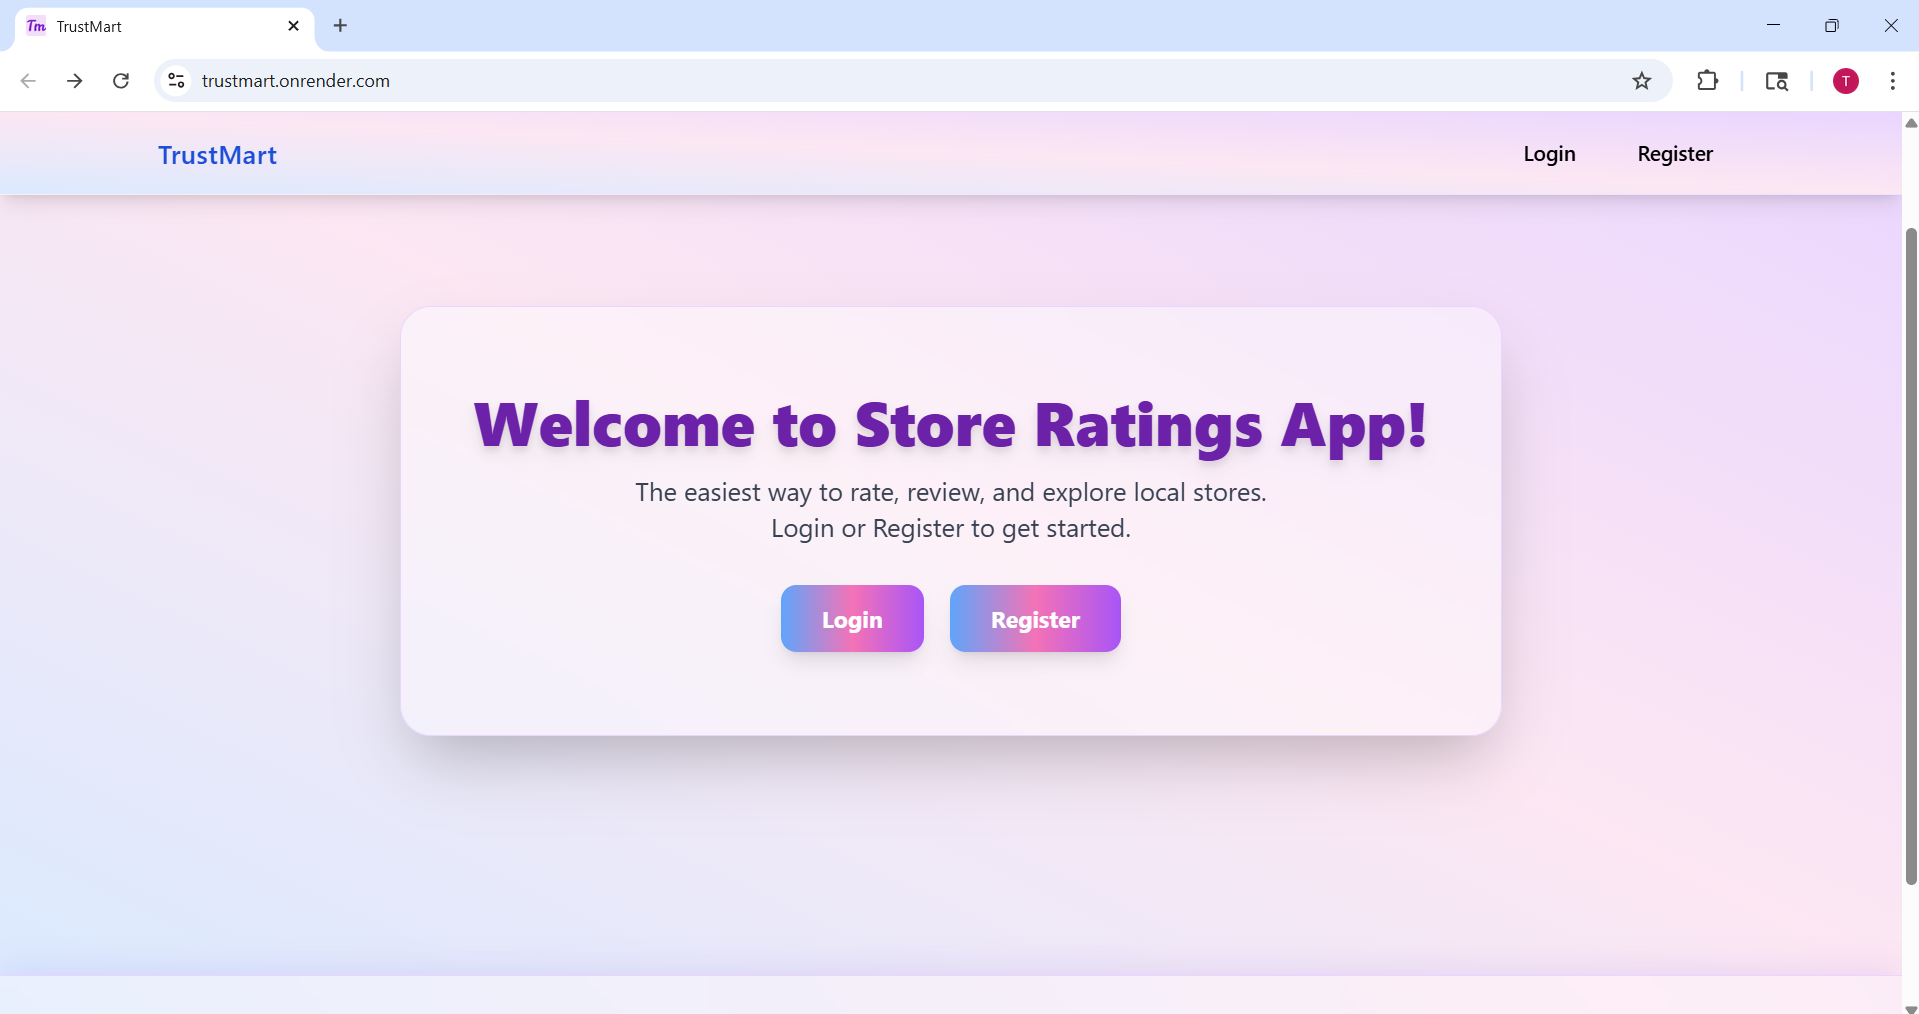 Tm TrustMart
trustmart.onrender.com
T
TrustMart
Login Register
Welcome to Store Ratings App!
The easiest way to rate, review, and explore local stores.
Login or Register to get started.
Login Register